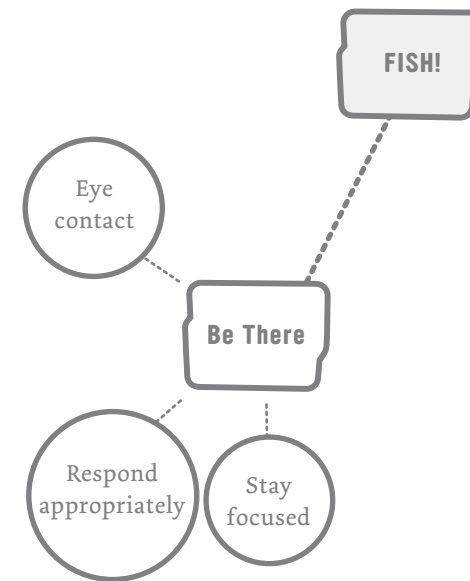 FISH!
Eye
contact
Be There
Respond
appropriately
Stay
focused